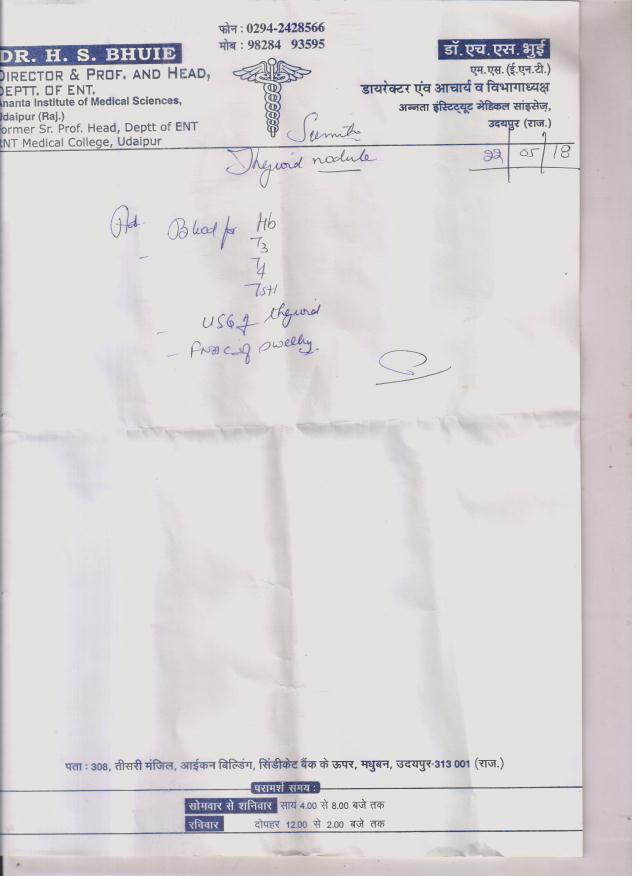 फोन : 0294-2428566
मोब : 98284 93595
DR. H. S. BHUIE
DIRECTOR & PROF. AND HEAD,
DEPTT. OF ENT.
Ananta Institute of Medical Sciences,
Udaipur (Raj.)
Former Sr. Prof. Head, Deptt of ENT
RNT Medical College, Udaipur
डॉ. एच. एस. भुई
एम.एस. (ई.एन.टी.)
डायरेक्टर एंव आचार्य व विभागाध्यक्ष
अनन्ता इंस्टिट्यूट मेडिकल सांइसेज,
उदयपुर (राज.)
Thyroid nodule
22 05 18
Blood for Hb
T3
T4
TSH
- USG of thyroid
- FNAC of swelling.
पता : 308, तीसरी मंजिल, आईकन बिल्डिंग, सिंडीकेट बैंक के ऊपर, मधुबन, उदयपुर-313 001 (राज.)
परामर्श समय :
सोमवार से शनिवार सायं 4.00 से 8.00 बजे तक
रविवार दोपहर 12.00 से 2.00 बजे तक